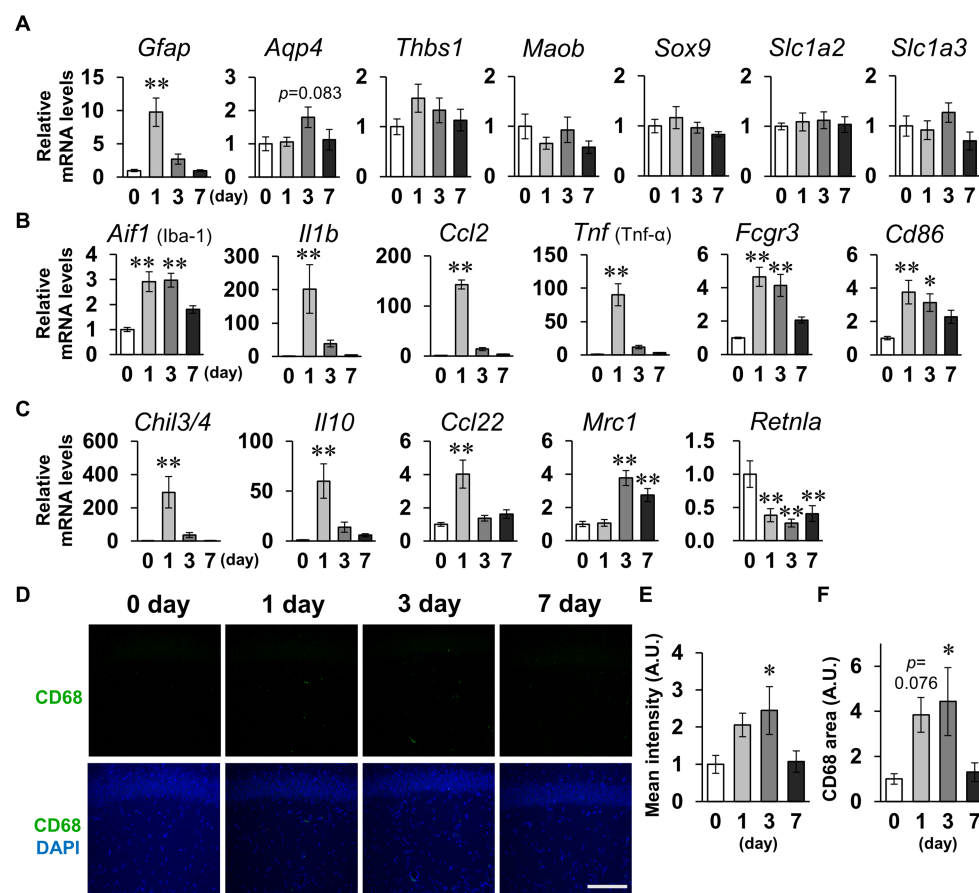 A
Gfap Aqp4 Thbs1 Maob Sox9 Slc1a2 Slc1a3
Relative mRNA levels
15 10 5 0
**
0 1 3 7 (day)
3 2 1 0
p=0.083
0 1 3 7
2 1 0
0 1 3 7
2 1 0
0 1 3 7
2 1 0
0 1 3 7
2 1 0
0 1 3 7
2 1 0
0 1 3 7
B
Aif1 (Iba-1) Il1b Ccl2 Tnf (Tnf-α) Fcgr3 Cd86
Relative mRNA levels
4 3 2 1 0
** **
0 1 3 7 (day)
300 200 100 0
**
0 1 3 7
200 100 0
**
0 1 3 7
150 100 50 0
**
0 1 3 7
6 4 2 0
** **
0 1 3 7
6 4 2 0
** *
0 1 3 7
C
Chil3/4 Il10 Ccl22 Mrc1 Retnla
Relative mRNA levels
600 400 200 0
**
0 1 3 7 (day)
100 50 0
**
0 1 3 7
6 4 2 0
**
0 1 3 7
6 4 2 0
** **
0 1 3 7
1.5 1.0 0.5 0.0
** ** **
0 1 3 7
D
0 day 1 day 3 day 7 day
CD68
CD68
DAPI
E
Mean intensity (A.U.)
4 3 2 1 0
*
0 1 3 7
(day)
F
CD68 area (A.U.)
8 6 4 2 0
p=
0.076
*
0 1 3 7
(day)